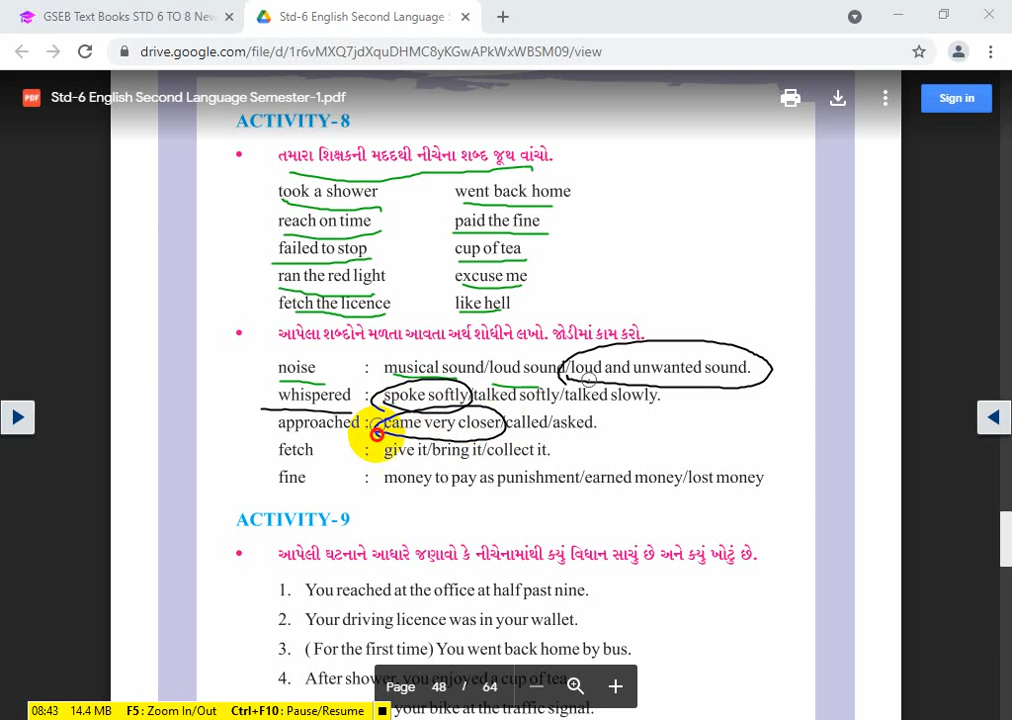 GSEB Text Books STD 6 TO 8 New
Std-6 English Second Language
drive.google.com/file/d/1r6vMXQ7jdXquDHMC8yKGwAPkWxWBSM09/view
PDF Std-6 English Second Language Semester-1.pdf
Sign in
ACTIVITY-8
• તમારા શિક્ષકની મદદથી નીચેના શબ્દ જૂથ વાંચો.
took a shower went back home
reach on time paid the fine
failed to stop cup of tea
ran the red light excuse me
fetch the licence like hell
• આપેલા શબ્દોને મળતા આવતા અર્થ શોધીને લખો. જોડીમાં કામ કરો.
noise : musical sound/loud sound/loud and unwanted sound.
whispered : spoke softly/talked softly/talked slowly.
approached : came very closer/called/asked.
fetch : give it/bring it/collect it.
fine : money to pay as punishment/earned money/lost money
ACTIVITY-9
• આપેલી ઘટનાને આધારે જણાવો કે નીચેનામાંથી ક્યું વિધાન સાચું છે અને ક્યું ખોટું છે.
1. You reached at the office at half past nine.
2. Your driving licence was in your wallet.
3. ( For the first time) You went back home by bus.
4. After shower, you enjoyed a cup of tea.
Page 48 / 64
your bike at the traffic signal.
08:43 14.4 MB F5: Zoom In/Out Ctrl+F10: Pause/Resume